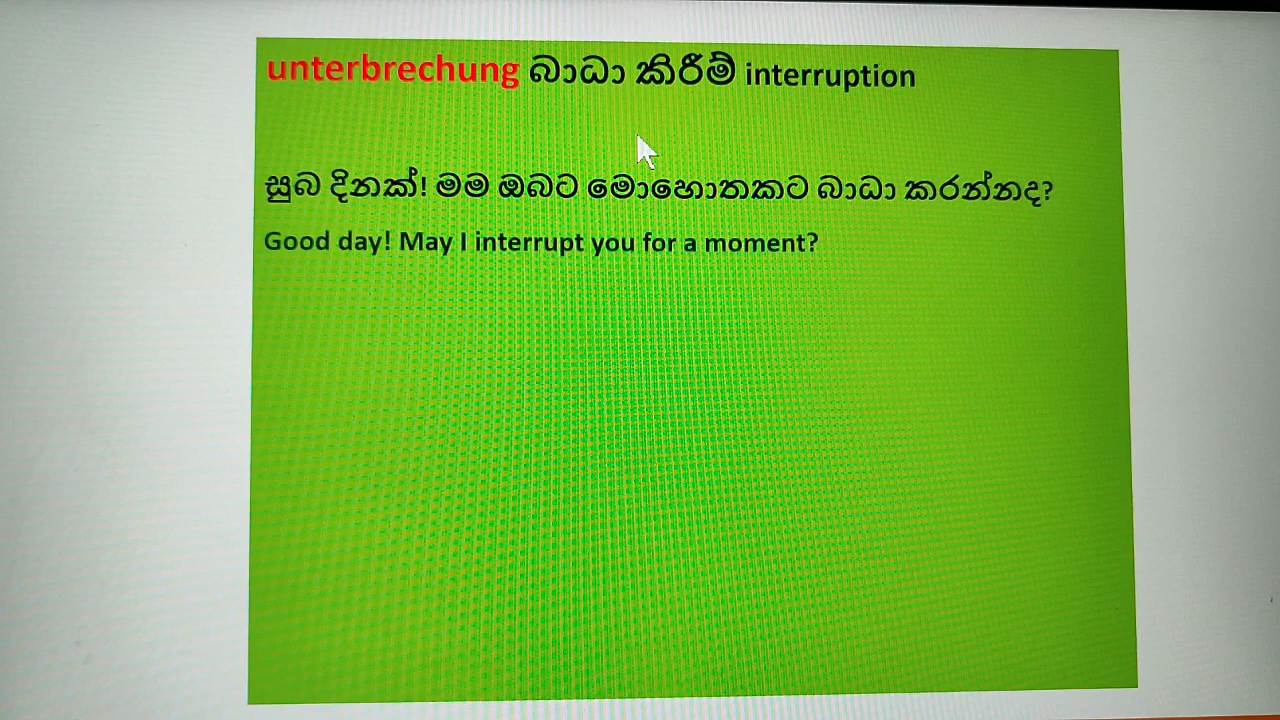 unterbrechung බාධා කිරීම් interruption
සුබ දිනක්! මම ඔබට මොහොතකට බාධා කරන්නද?
Good day! May I interrupt you for a moment?